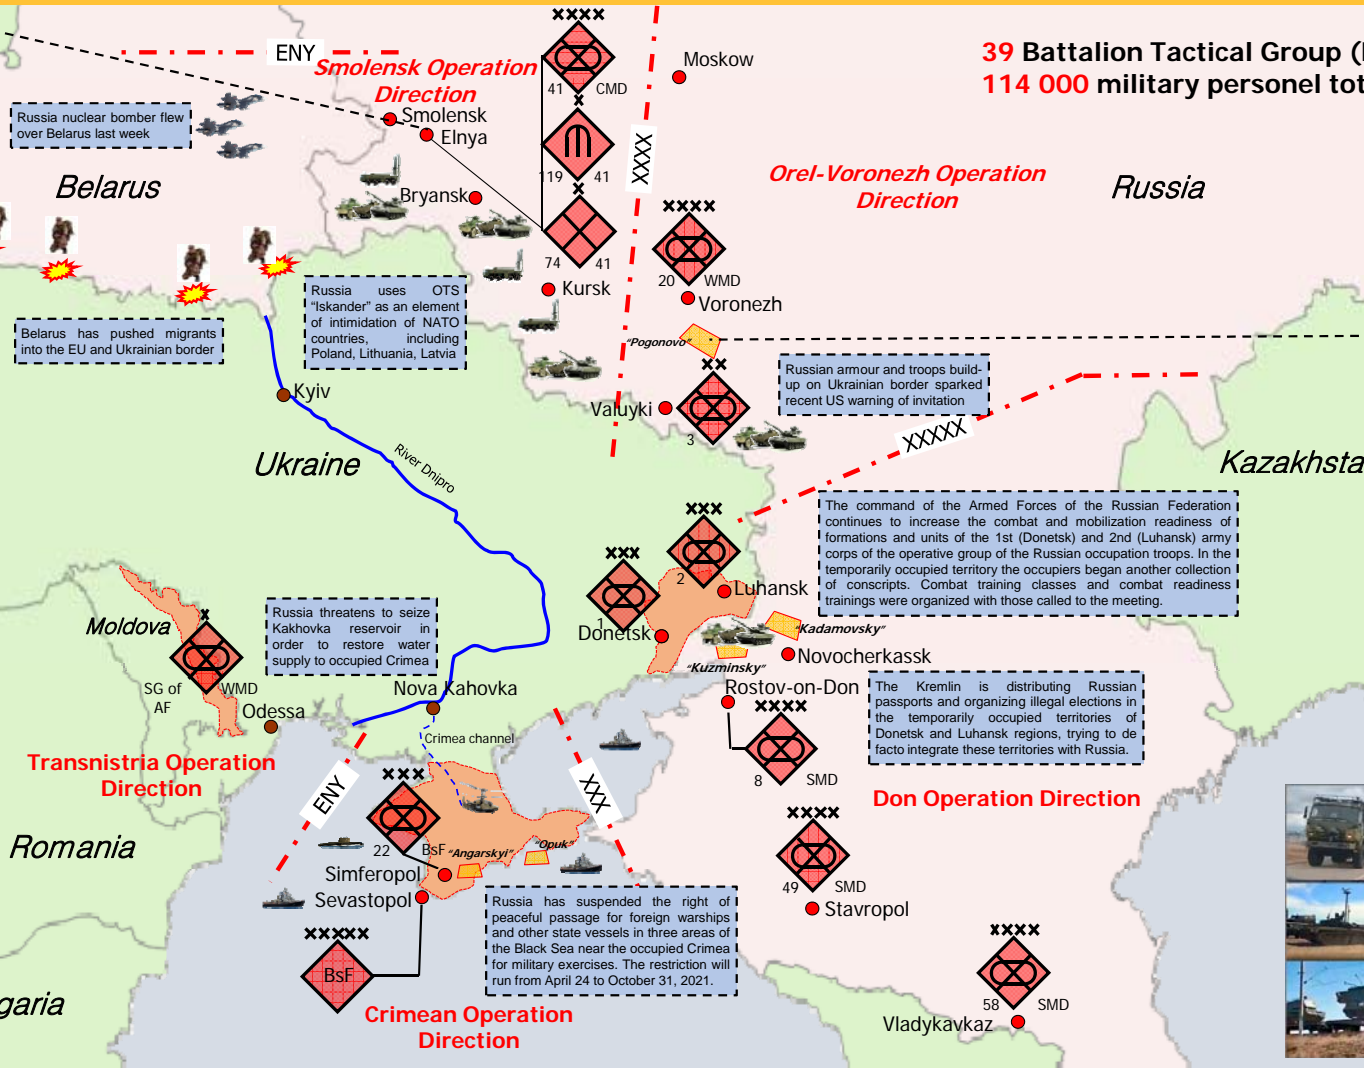 39 Battalion Tactical Group (
114 000 military personel tot
XXXX
ENY
Smolensk Operation
Direction
Moskow
41 CMD
X
Smolensk
Elnya
Russia nuclear bomber flew
over Belarus last week
XXXX
119 41
X
Orel-Voronezh Operation
Direction
Belarus
Russia
Bryansk
XXXX
74 41
20 WMD
Kursk
Voronezh
Russia uses OTS
“Iskander” as an element
of intimidation of NATO
countries, including
Poland, Lithuania, Latvia
Belarus has pushed migrants
into the EU and Ukrainian border
"Pogonovo"
XX
Russian armour and troops build-
up on Ukrainian border sparked
recent US warning of invitation
Kyiv
Valuyki
3
XXXXX
Ukraine
River Dnipro
Kazakhsta
The command of the Armed Forces of the Russian Federation
continues to increase the combat and mobilization readiness of
formations and units of the 1st (Donetsk) and 2nd (Luhansk) army
corps of the operative group of the Russian occupation troops. In the
temporarily occupied territory the occupiers began another collection
of conscripts. Combat training classes and combat readiness
trainings were organized with those called to the meeting.
XXX
XXX
2
Luhansk
1
Donetsk
"Kadamovsky"
"Kuzminsky"
Novocherkassk
Russia threatens to seize
Kakhovka reservoir in
order to restore water
supply to occupied Crimea
Moldova
X
SG of
AF
WMD
Odessa
Nova Kahovka
Rostov-on-Don
XXXX
The Kremlin is distributing Russian
passports and organizing illegal elections in
the temporarily occupied territories of
Donetsk and Luhansk regions, trying to de
facto integrate these territories with Russia.
Crimea channel
8 SMD
Transnistria Operation
Direction
XXX
ENY
XXX
Don Operation Direction
XXXX
Romania
22 BsF
"Angarskyi"
"Opuk"
Simferopol
Sevastopol
49 SMD
Stavropol
Russia has suspended the right of
peaceful passage for foreign warships
and other state vessels in three areas of
the Black Sea near the occupied Crimea
for military exercises. The restriction will
run from April 24 to October 31, 2021.
XXXXX
BsF
XXXX
58 SMD
Vladykavkaz
garia
Crimean Operation
Direction